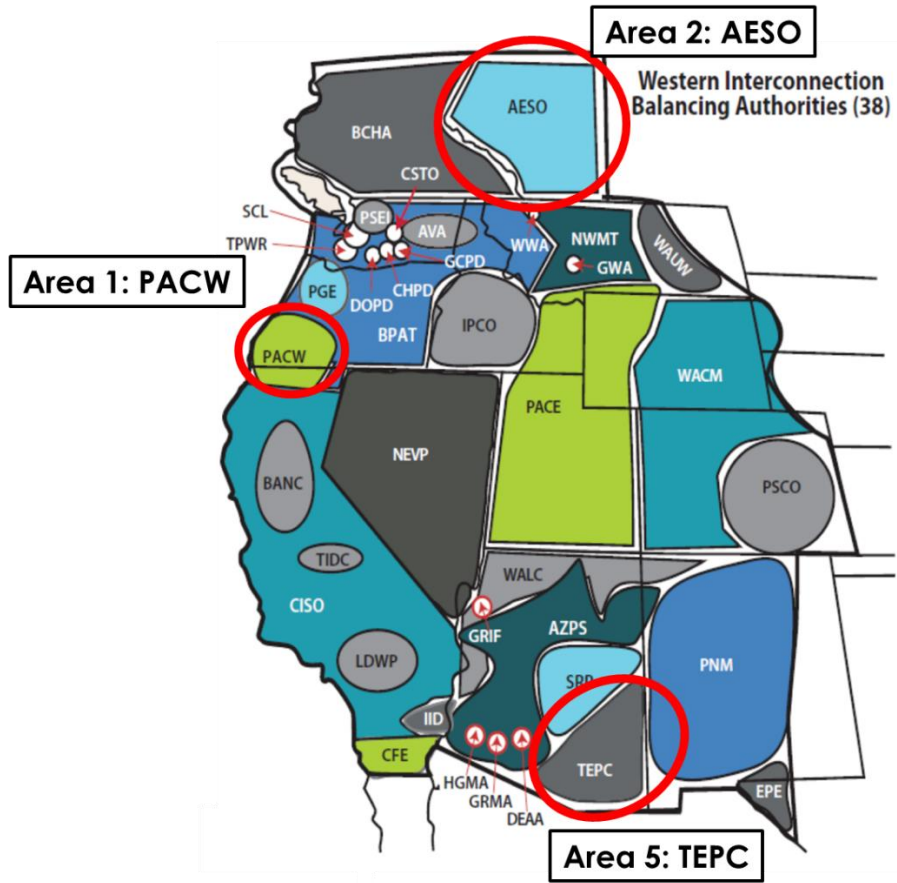 Area 2: AESO
Western Interconnection
Balancing Authorities (38)
AESO
BCHA
CSTO
SCL
PSEI
AVA
TPWR
WWA
NWMT
WAUW
GCPD
GWA
Area 1: PACW
PGE
DOPD
CHPD
BPAT
IPCO
PACW
WACM
PACE
NEVP
BANC
PSCO
TIDC
WALC
CISO
GRIF
AZPS
LDWP
SRP
PNM
IID
CFE
TEPC
HGMA
GRMA
DEAA
EPE
Area 5: TEPC